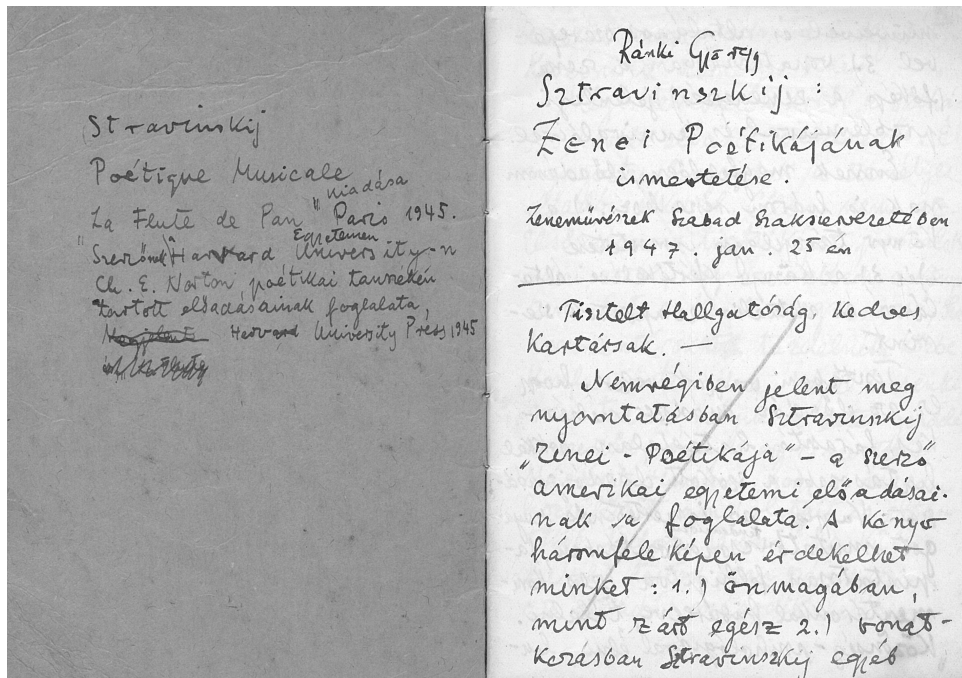 Stravinskij
Poétique Musicale
La Flute de Pan" kiadása Paris 1945.
"Szerzőnek Harvard Egyetemen University-n
Ch. E. Norton poétikai tanszékén
tartott előadásainak foglalata,
Harvard University Press 1945
Ránki György
Sztravinszkij:
Zenei Poétikájának
ismertetése.
Zeneművészek Szabad Szakszervezetében
1947. jan. 25 én
Tisztelt Hallgatóság, Kedves
Kartársak. —
Nemrégiben jelent meg
nyomtatásban Sztravinszkij
„Zenei - Poétikája" – a szerző
amerikai egyetemi előadásai-
nak a foglalata. A könyv
háromféle képen érdekelhet
minket: 1.) önmagában,
mint zárt egész 2.) vonat-
kozásban Sztravinszkij egyéb